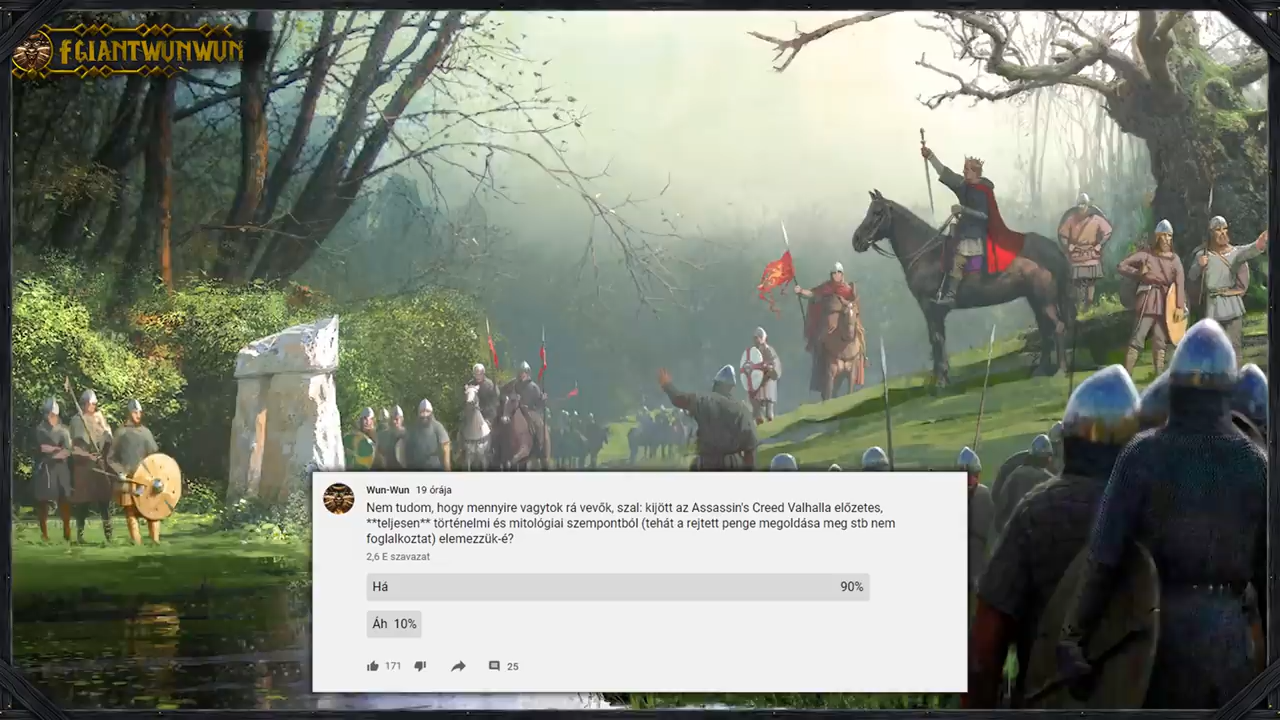 FGIANTWUNWUN
Wun-Wun 19 órája
Nem tudom, hogy mennyire vagytok rá vevők, szal: kijött az Assassin's Creed Valhalla előzetes,
**teljesen** történelmi és mitológiai szempontból (tehát a rejtett penge megoldása meg stb nem
foglalkoztat) elemezzük-é?
2,6 E szavazat
Há 90%
Áh 10%
171 25